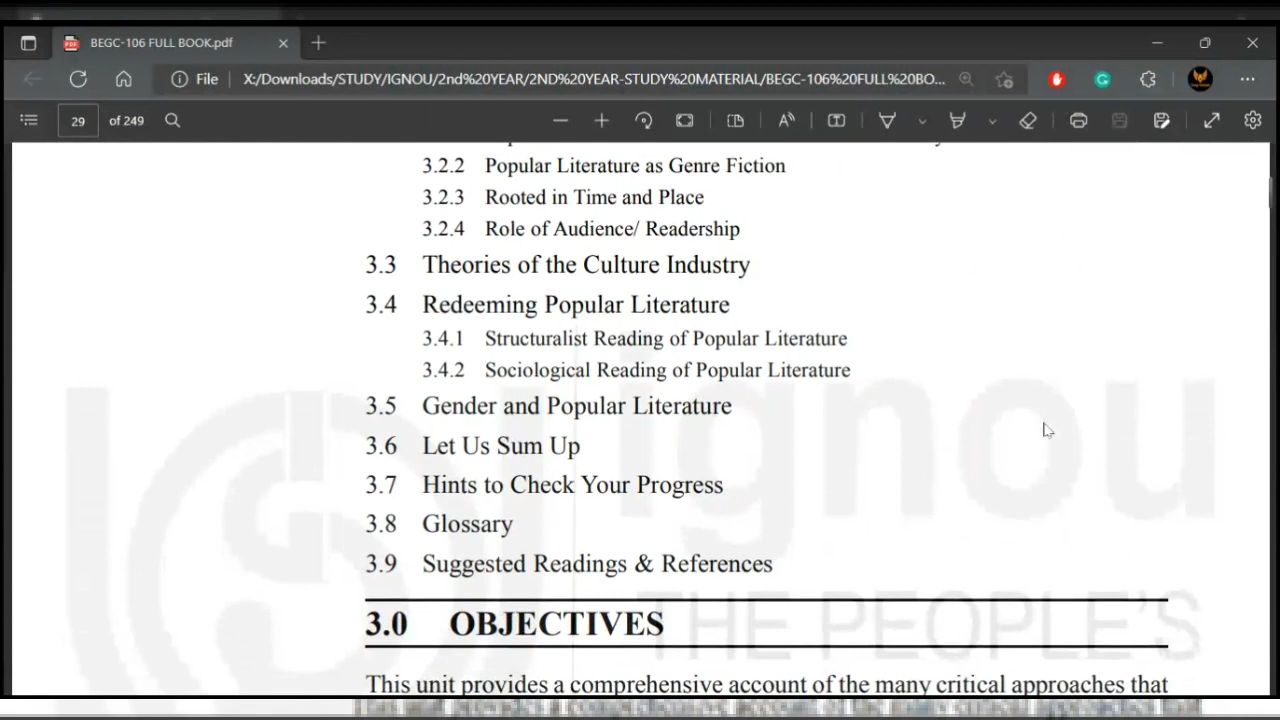 BEGC-106 FULL BOOK.pdf
File X:/Downloads/STUDY/IGNOU/2nd%20YEAR/2ND%20YEAR-STUDY%20MATERIAL/BEGC-106%20FULL%20BO...
29 of 249
3.2.2 Popular Literature as Genre Fiction
3.2.3 Rooted in Time and Place
3.2.4 Role of Audience/ Readership
3.3 Theories of the Culture Industry
3.4 Redeeming Popular Literature
3.4.1 Structuralist Reading of Popular Literature
3.4.2 Sociological Reading of Popular Literature
3.5 Gender and Popular Literature
3.6 Let Us Sum Up
3.7 Hints to Check Your Progress
3.8 Glossary
3.9 Suggested Readings & References
ignou
THE PEOPLE'S
3.0 OBJECTIVES
This unit provides a comprehensive account of the many critical approaches that